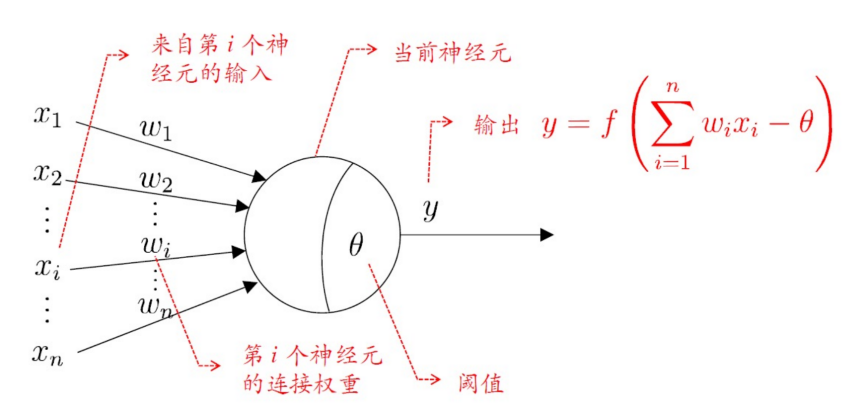 来自第 i 个神
经元的输入
当前神经元
x₁
w₁
输出 y = f(∑ᵢ₌₁ⁿ wᵢxᵢ − θ)
x₂
w₂
⋮
⋮
y
xᵢ
wᵢ
θ
⋮
⋮
wₙ
xₙ
第 i 个神经元
的连接权重
阈值